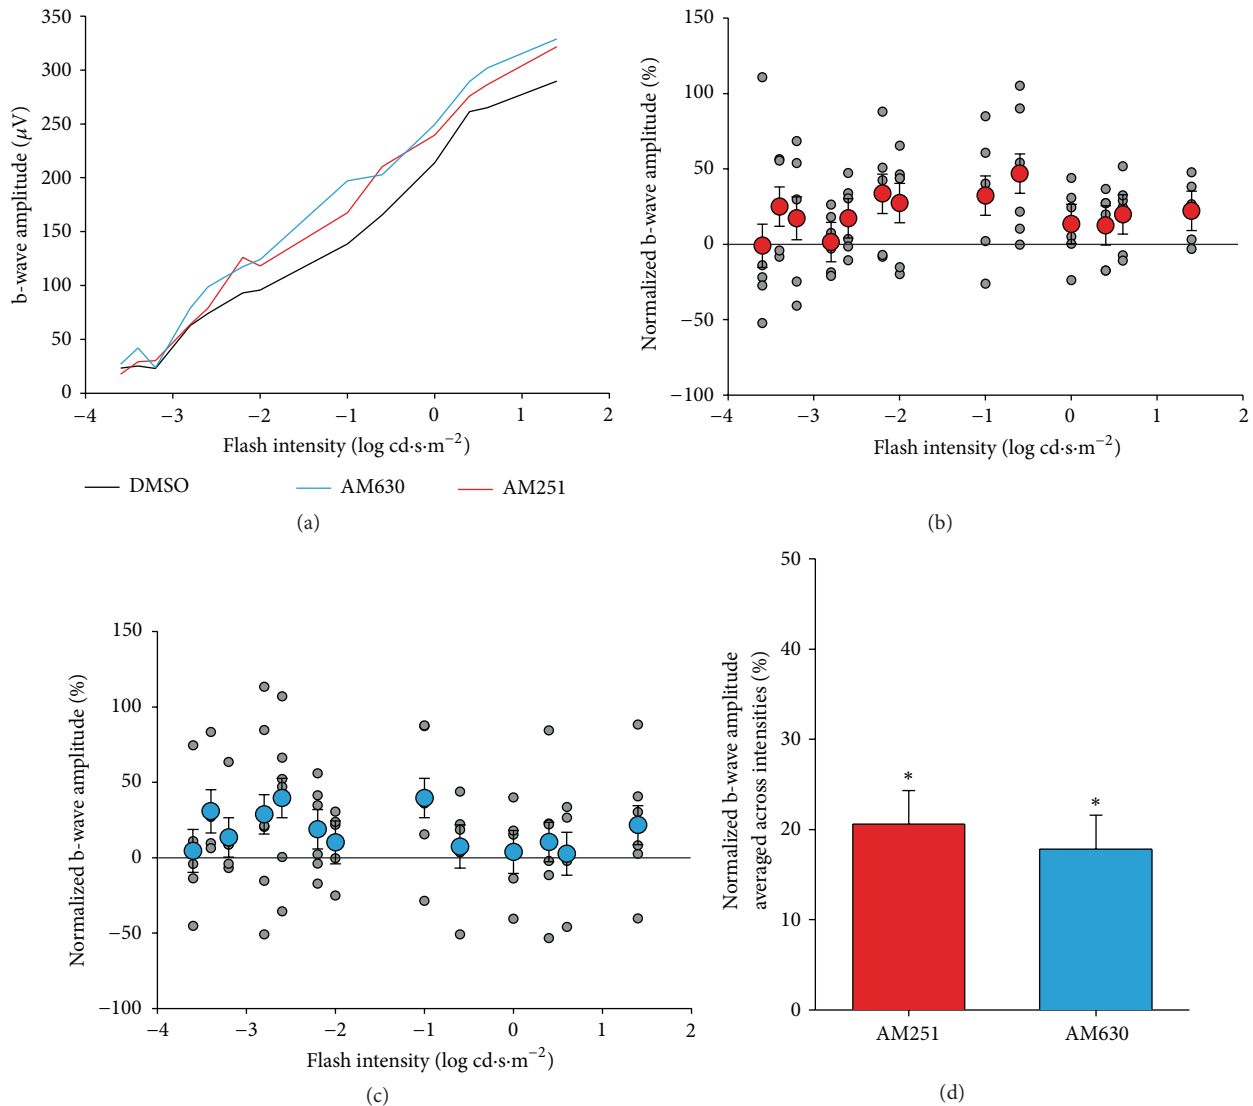 350
300
250
200
150
100
50
0
b-wave amplitude (μV)
−4 −3 −2 −1 0 1 2
Flash intensity (log cd·s·m−2)
DMSO AM630 AM251
(a)
150
100
50
0
−50
−100
Normalized b-wave amplitude (%)
−4 −3 −2 −1 0 1 2
Flash intensity (log cd·s·m−2)
(b)
150
100
50
0
−50
−100
Normalized b-wave amplitude (%)
−4 −3 −2 −1 0 1 2
Flash intensity (log cd·s·m−2)
(c)
50
40
30
20
10
0
Normalized b-wave amplitude
averaged across intensities (%)
* *
AM251 AM630
(d)